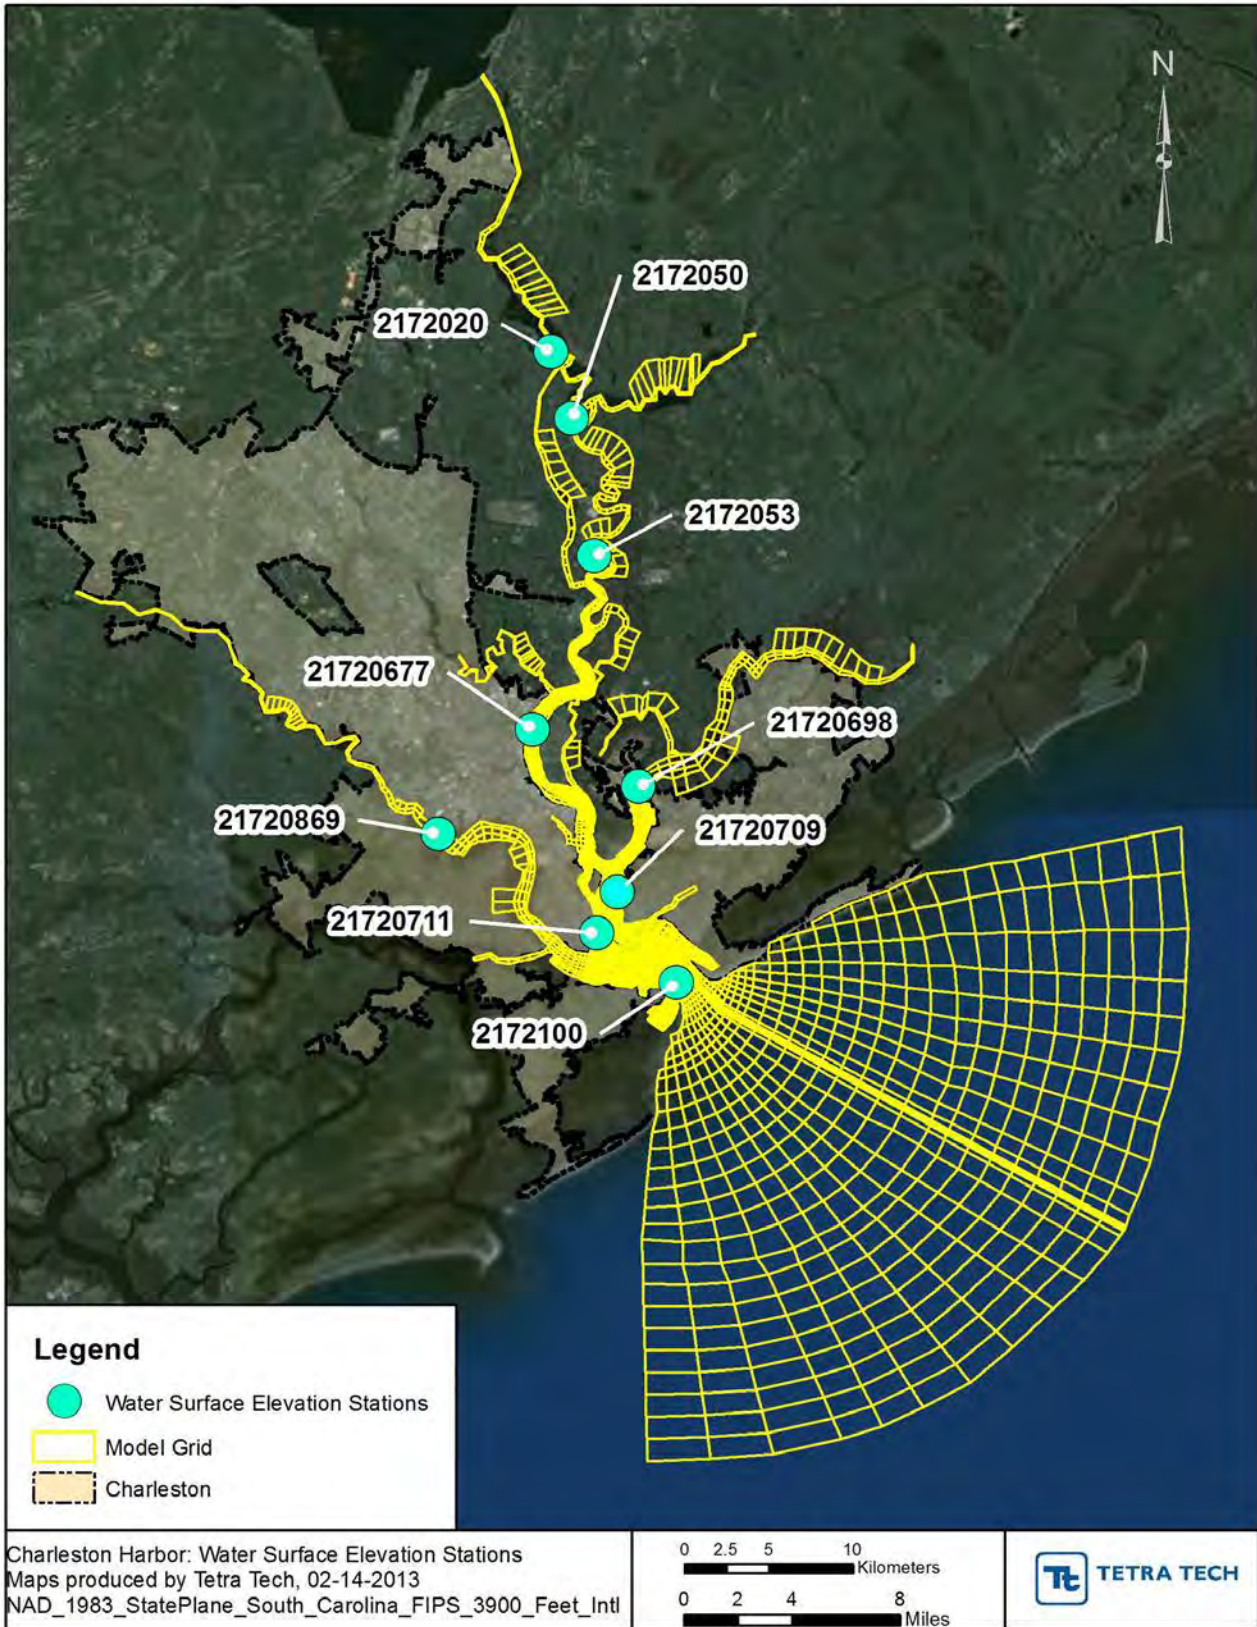 N
2172050
2172020
2172053
21720677
21720698
21720869
21720709
21720711
2172100
Legend
Water Surface Elevation Stations
Model Grid
Charleston
Charleston Harbor: Water Surface Elevation Stations
Maps produced by Tetra Tech, 02-14-2013
NAD_1983_StatePlane_South_Carolina_FIPS_3900_Feet_Intl
0 2.5 5 10
Kilometers
0 2 4 8
Miles
Tt TETRA TECH